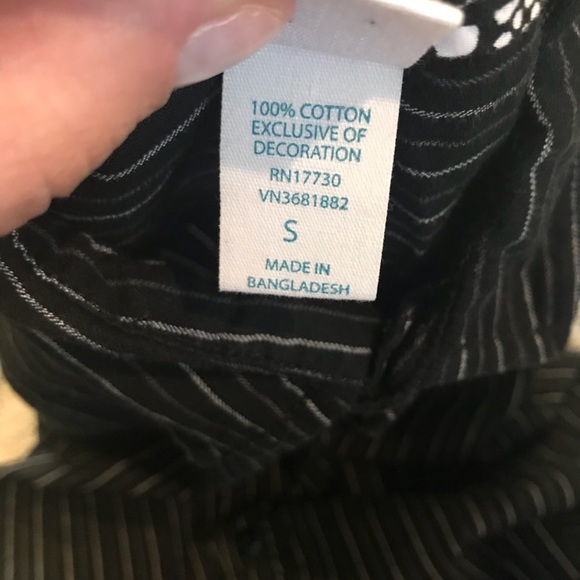 100% COTTON
EXCLUSIVE OF
DECORATION
RN17730
VN3681882
S
MADE IN
BANGLADESH